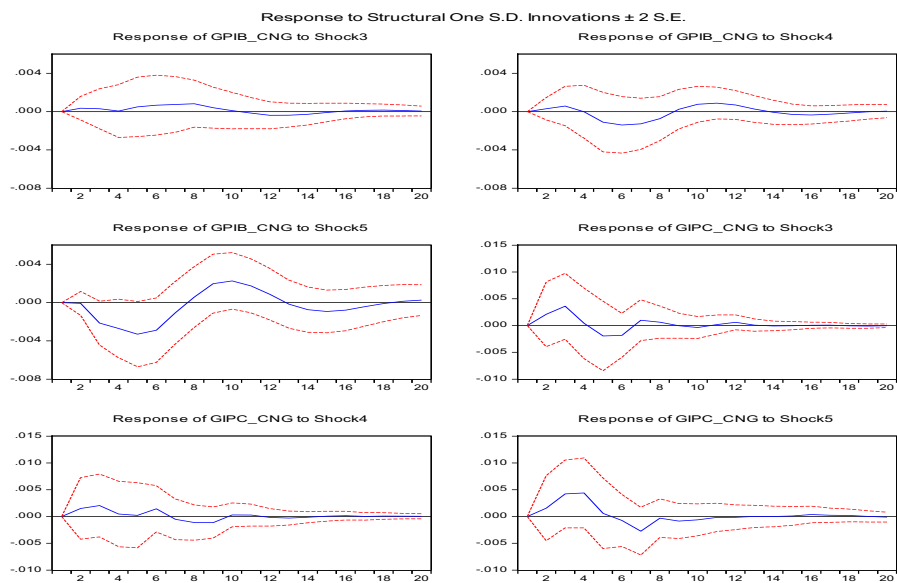 Response to Structural One S.D. Innovations ± 2 S.E.
Response of GPIB_CNG to Shock3
.004
.000
-.004
-.008
2 4 6 8 10 12 14 16 18 20
Response of GPIB_CNG to Shock4
.004
.000
-.004
-.008
2 4 6 8 10 12 14 16 18 20
Response of GPIB_CNG to Shock5
.004
.000
-.004
-.008
2 4 6 8 10 12 14 16 18 20
Response of GIPC_CNG to Shock3
.015
.010
.005
.000
-.005
-.010
2 4 6 8 10 12 14 16 18 20
Response of GIPC_CNG to Shock4
.015
.010
.005
.000
-.005
-.010
2 4 6 8 10 12 14 16 18 20
Response of GIPC_CNG to Shock5
.015
.010
.005
.000
-.005
-.010
2 4 6 8 10 12 14 16 18 20